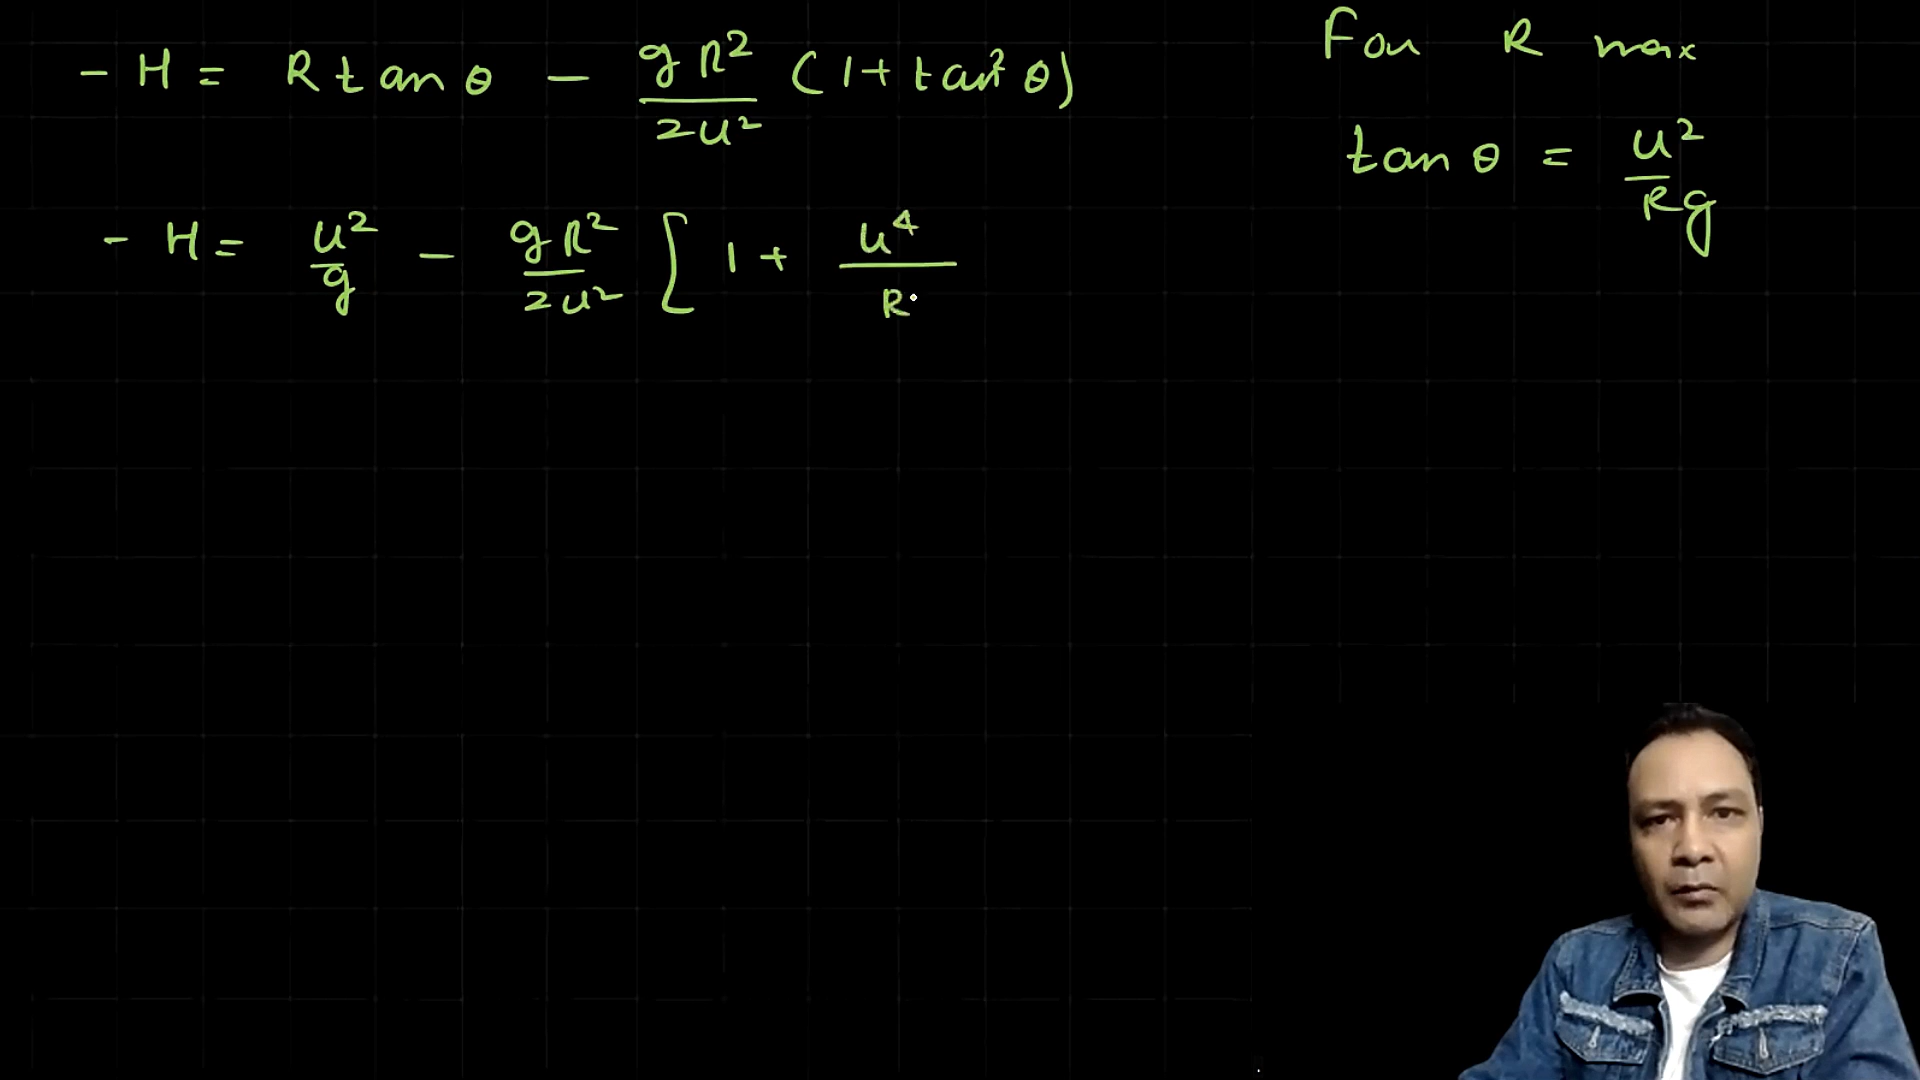 - H = R tan θ - gR²/2u² (1 + tan² θ)
- H = u²/g - gR²/2u² [ 1 + u⁴/R
For R max
tan θ = u²/Rg